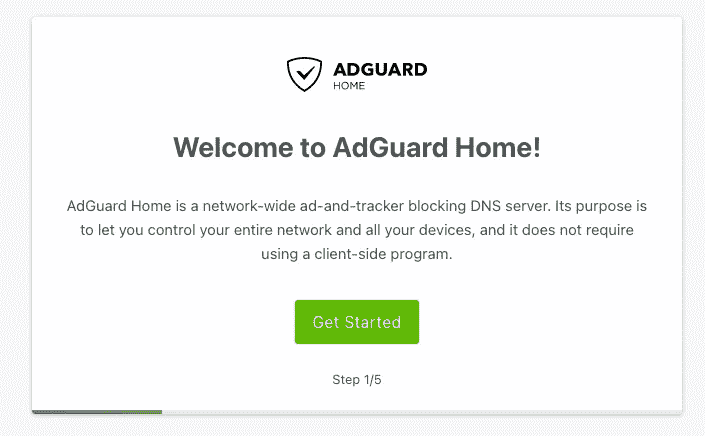 ADGUARD
HOME
Welcome to AdGuard Home!
AdGuard Home is a network-wide ad-and-tracker blocking DNS server. Its purpose is
to let you control your entire network and all your devices, and it does not require
using a client-side program.
Get Started
Step 1/5